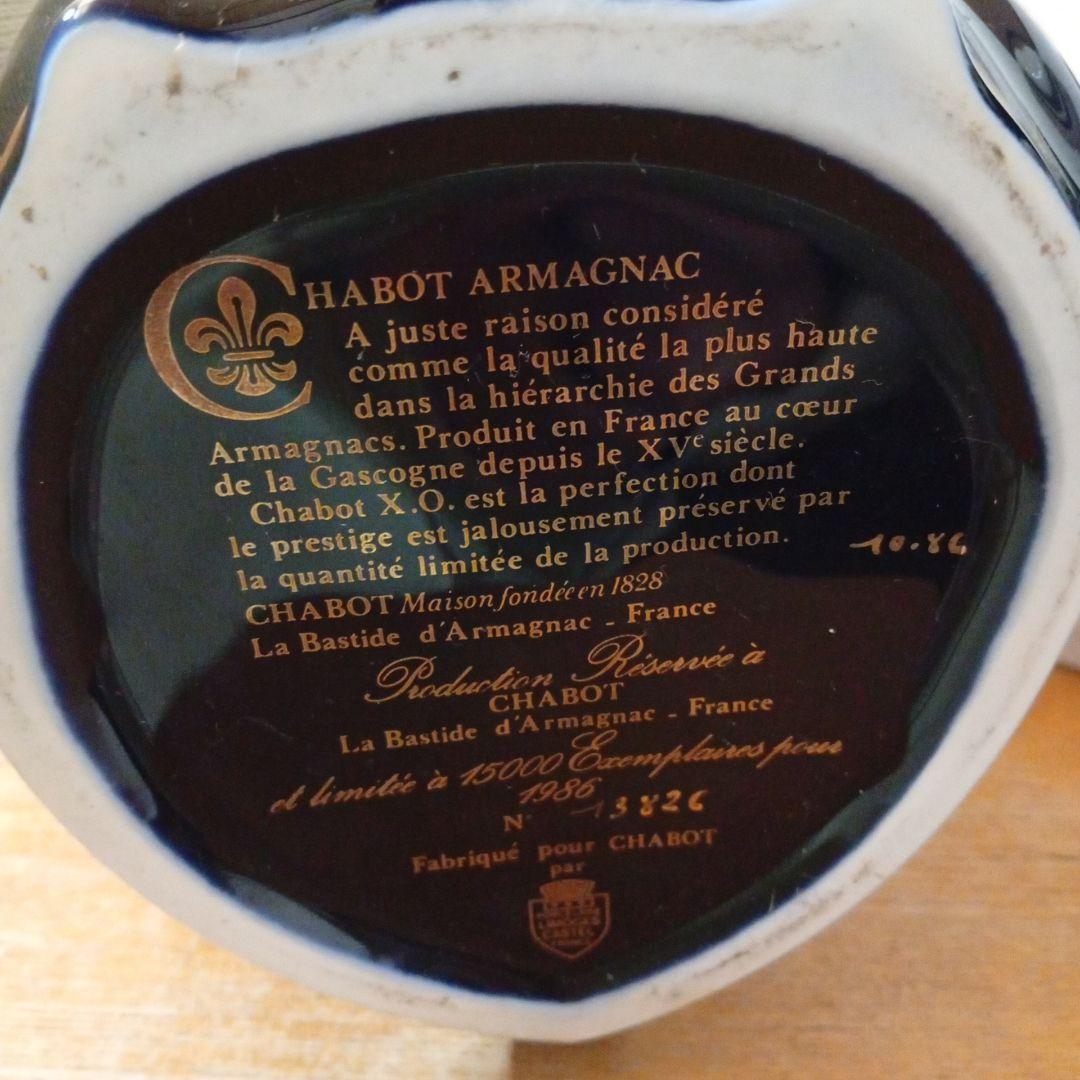 CHABOT ARMAGNAC
A juste raison considéré
comme la qualité la plus haute
dans la hiérarchie des Grands
Armagnacs. Produit en France au cœur
de la Gascogne depuis le XVe siècle.
Chabot X.O. est la perfection dont
le prestige est jalousement préservé par
la quantité limitée de la production.
10.86
CHABOT Maison fondée en 1828
La Bastide d'Armagnac - France
Production Réservée à
CHABOT
La Bastide d'Armagnac - France
et limitée à 15000 Exemplaires pour
1986
N° 13826
Fabriqué pour CHABOT
par
LIMOGES
CASTEL
FRANCE